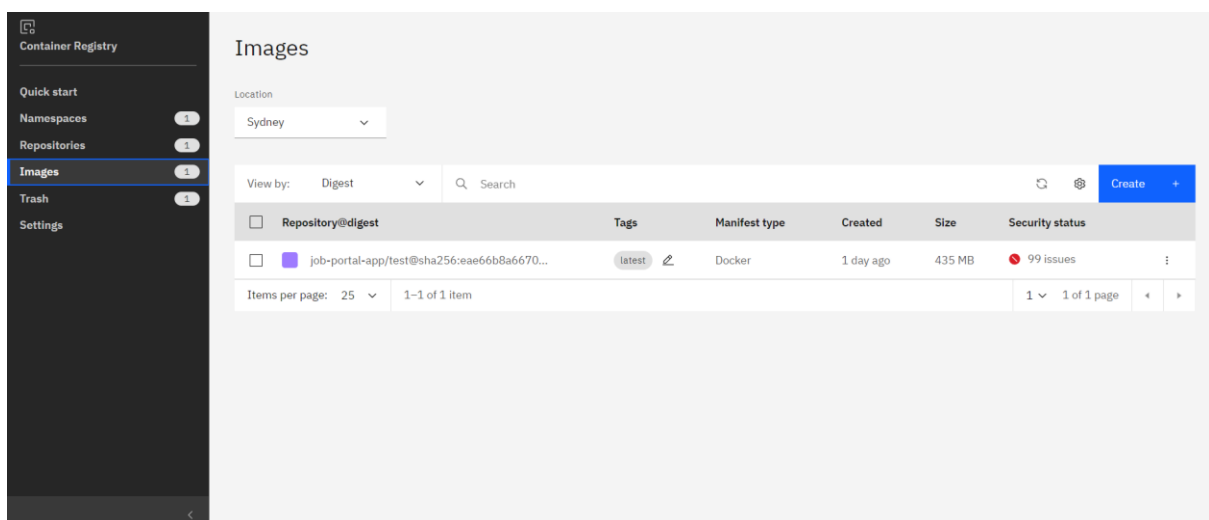 Container Registry
Quick start
Namespaces 1
Repositories 1
Images 1
Trash 1
Settings
Images
Location
Sydney
View by: Digest Search Create +
Repository@digest Tags Manifest type Created Size Security status
job-portal-app/test@sha256:eae66b8a6670... latest Docker 1 day ago 435 MB 99 issues
Items per page: 25 1–1 of 1 item 1 1 of 1 page